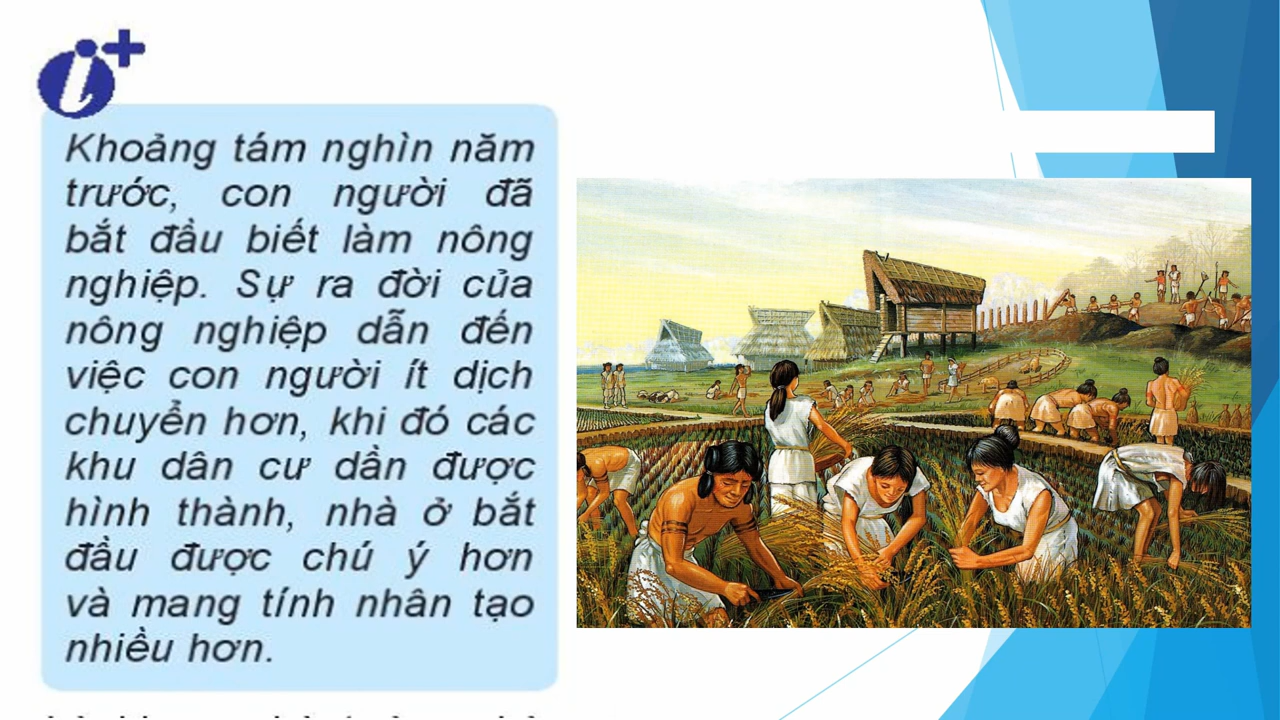 Khoảng tám nghìn năm
trước, con người đã
bắt đầu biết làm nông
nghiệp. Sự ra đời của
nông nghiệp dẫn đến
việc con người ít dịch
chuyển hơn, khi đó các
khu dân cư dần được
hình thành, nhà ở bắt
đầu được chú ý hơn
và mang tính nhân tạo
nhiều hơn.